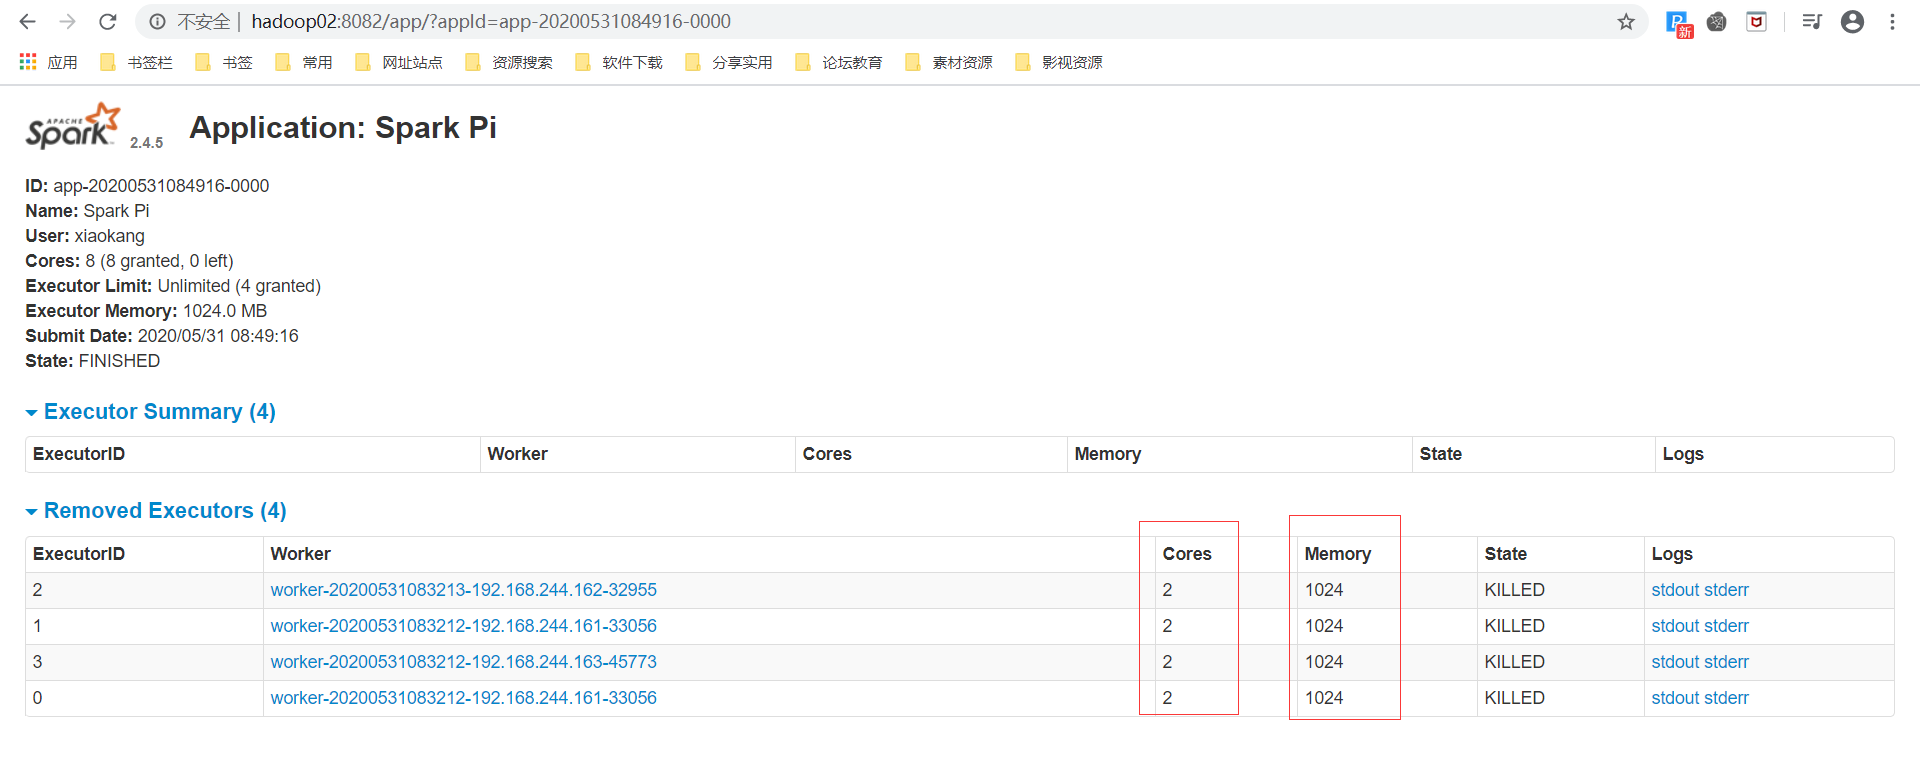 不安全 | hadoop02:8082/app/?appId=app-20200531084916-0000
新
应用 书签栏 书签 常用 网址站点 资源搜索 软件下载 分享实用 论坛教育 素材资源 影视资源
APACHE Spark 2.4.5 Application: Spark Pi
ID: app-20200531084916-0000
Name: Spark Pi
User: xiaokang
Cores: 8 (8 granted, 0 left)
Executor Limit: Unlimited (4 granted)
Executor Memory: 1024.0 MB
Submit Date: 2020/05/31 08:49:16
State: FINISHED
Executor Summary (4)
ExecutorID Worker Cores Memory State Logs
Removed Executors (4)
ExecutorID Worker Cores Memory State Logs
2 worker-20200531083213-192.168.244.162-32955 2 1024 KILLED stdout stderr
1 worker-20200531083212-192.168.244.161-33056 2 1024 KILLED stdout stderr
3 worker-20200531083212-192.168.244.163-45773 2 1024 KILLED stdout stderr
0 worker-20200531083212-192.168.244.161-33056 2 1024 KILLED stdout stderr